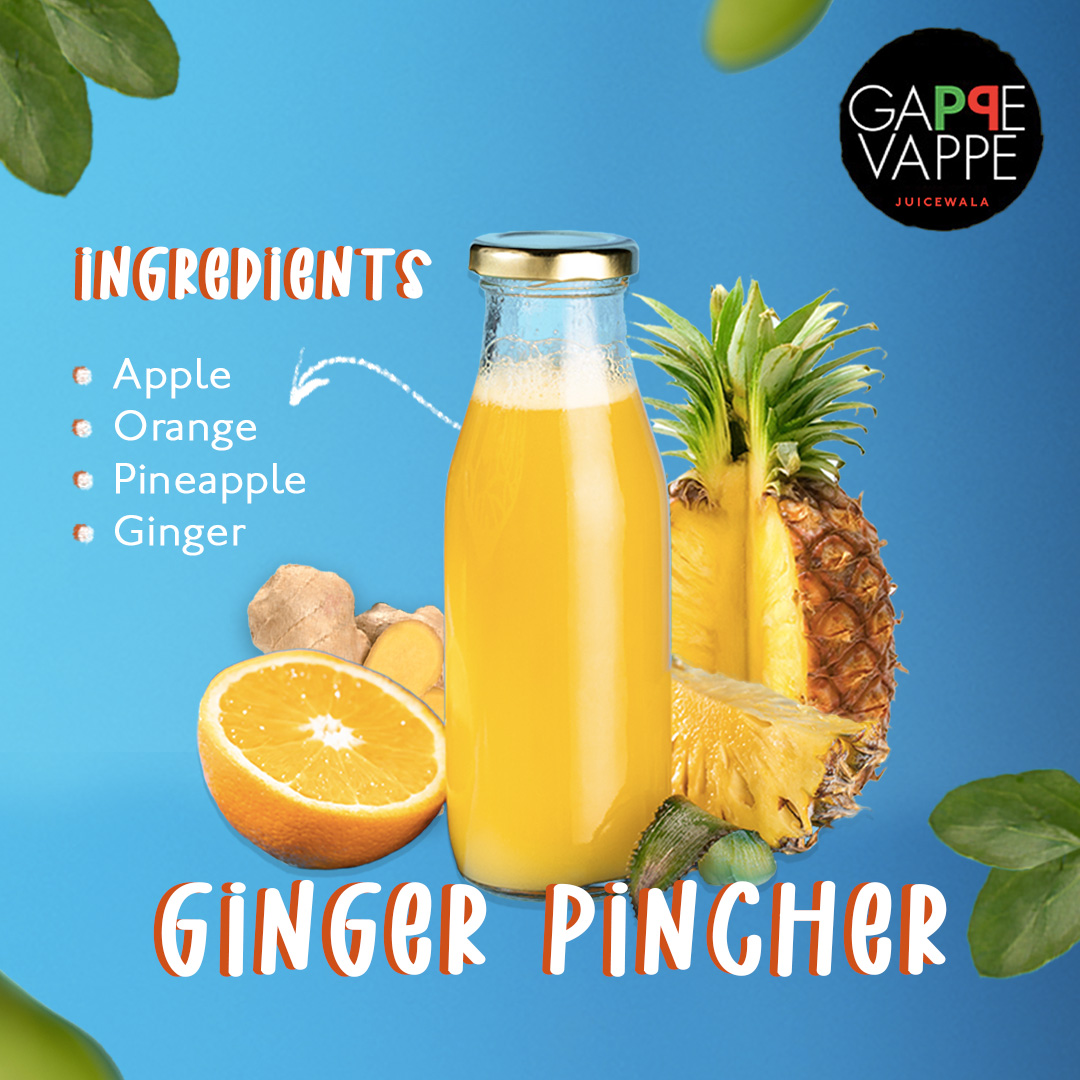 GAPPE
VAPPE
JUICEWALA
INGREDIENTS
Apple
Orange
Pineapple
Ginger
GINGER PINCHER